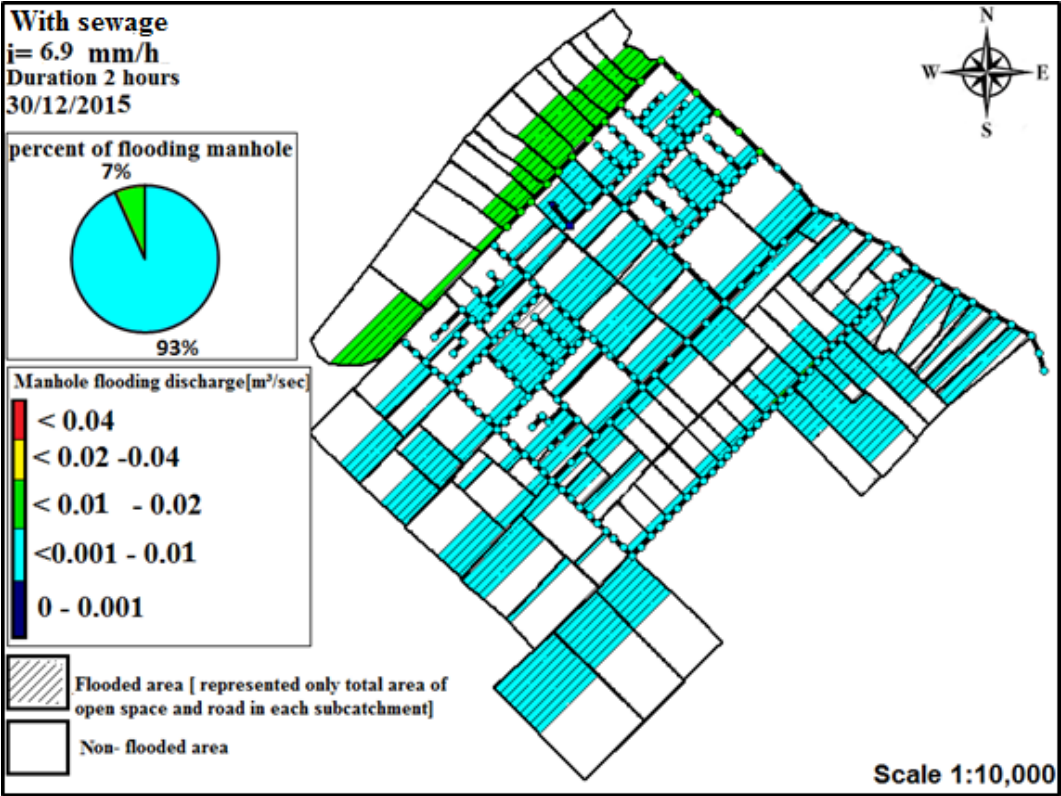 With sewage
i= 6.9 mm/h
Duration 2 hours
30/12/2015
percent of flooding manhole
7%
93%
Manhole flooding discharge[m³/sec]
< 0.04
< 0.02 -0.04
< 0.01 - 0.02
<0.001 - 0.01
0 - 0.001
Flooded area [ represented only total area of
open space and road in each subcatchment]
Non- flooded area
N
W E
S
Scale 1:10,000